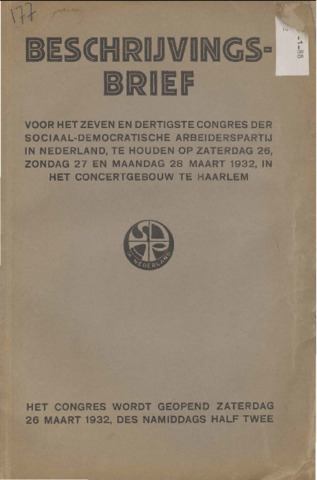 177
BESCHRIJVINGS-
BRIEF
VOOR HET ZEVEN EN DERTIGSTE CONGRES DER
SOCIAAL-DEMOCRATISCHE ARBEIDERSPARTIJ
IN NEDERLAND, TE HOUDEN OP ZATERDAG 26,
ZONDAG 27 EN MAANDAG 28 MAART 1932, IN
HET CONCERTGEBOUW TE HAARLEM
NEDERLAND
HET CONGRES WORDT GEOPEND ZATERDAG
26 MAART 1932, DES NAMIDDAGS HALF TWEE